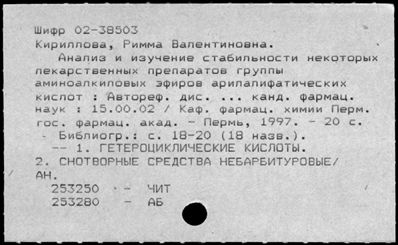 Шифр 02-38503
Кириллова, Римма Валентиновна.
Анализ и изучение стабильности некоторых
лекарственных препаратов группы
аминоалкиловых эфиров арилалифатических
кислот : Автореф. дис. ... канд. фармац.
наук : 15.00.02 / Каф. фармац. химии Перм.
гос. фармац. акад. - Пермь, 1997. - 20 с.
- Библиогр.: с. 18-20 (18 назв.).
-- 1. ГЕТЕРОЦИКЛИЧЕСКИЕ КИСЛОТЫ.
2. СНОТВОРНЫЕ СРЕДСТВА НЕБАРБИТУРОВЫЕ/
АН.
253250 - ЧИТ
253280 - АБ